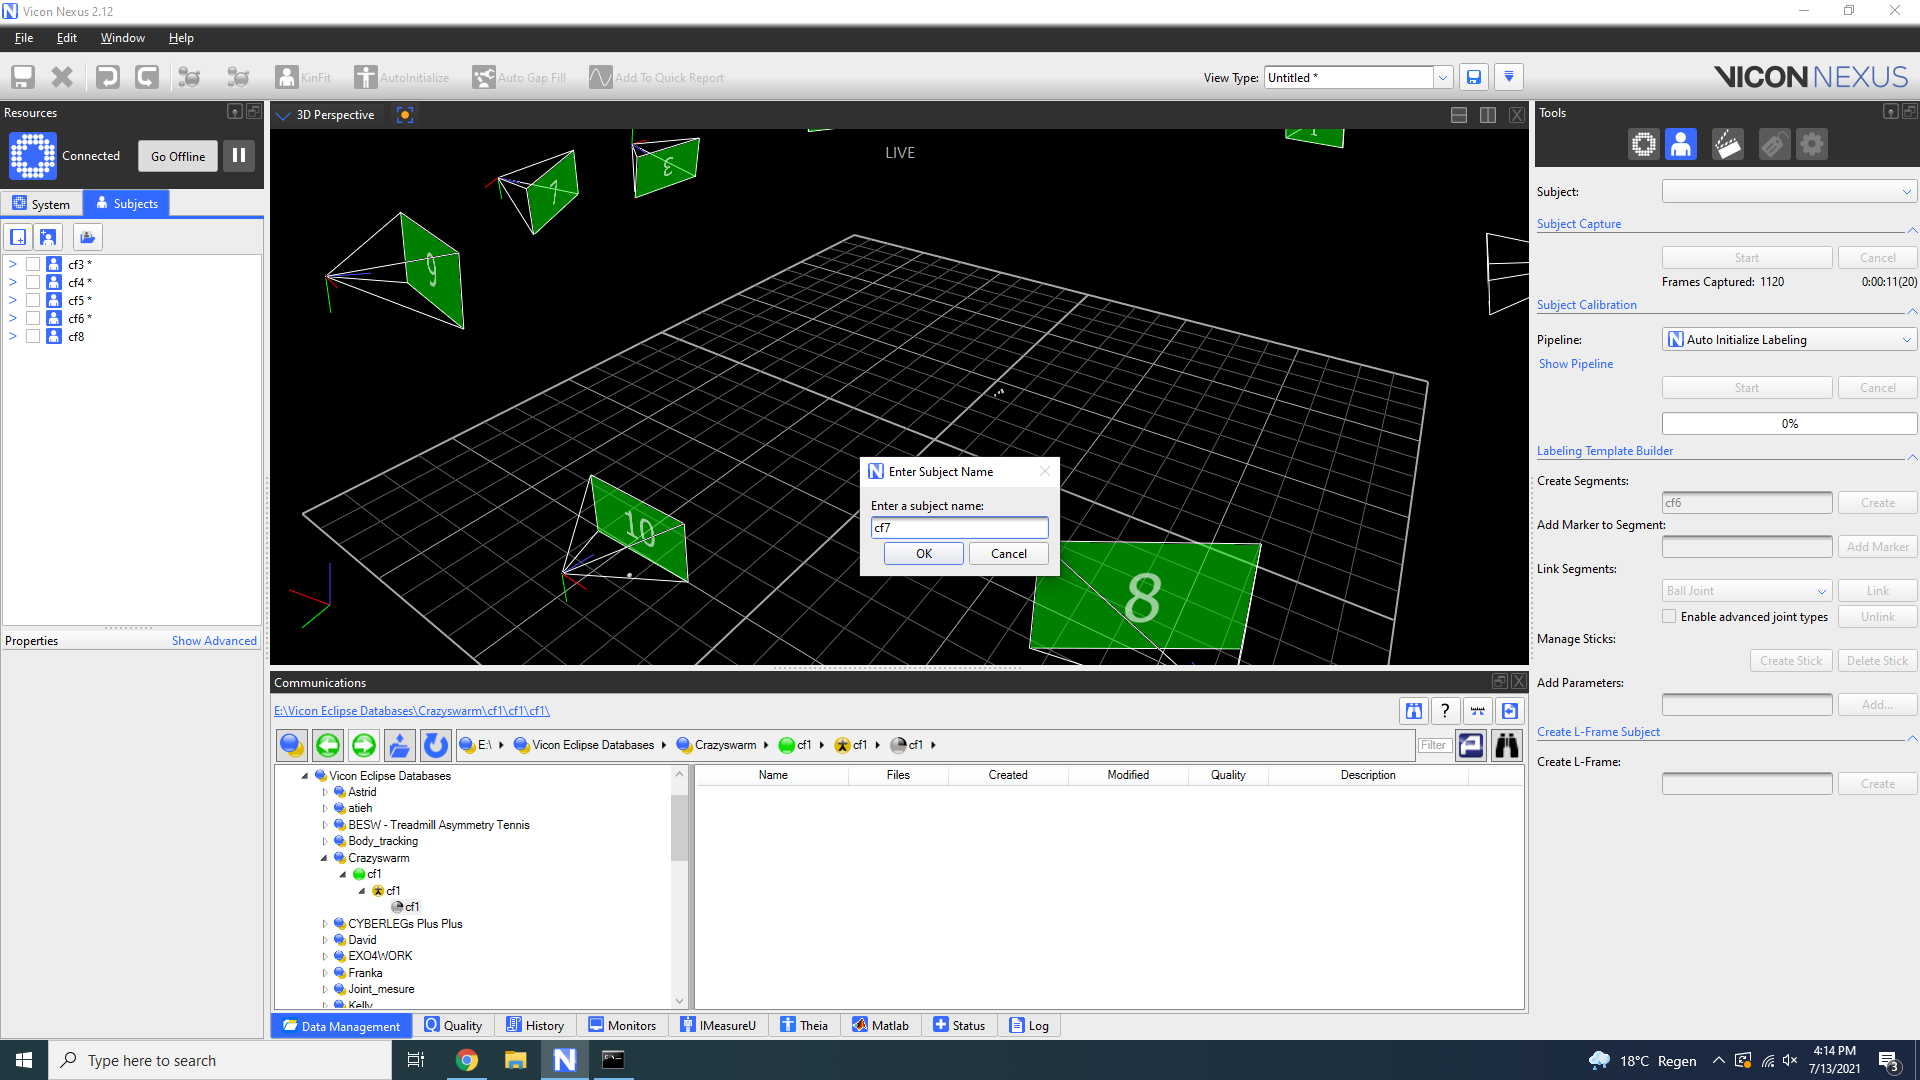 Vicon Nexus 2.12
File Edit Window Help
KinFit AutoInitialize Auto Gap Fill Add To Quick Report
View Type: Untitled *
VICON NEXUS
Resources
Connected
Go Offline
System Subjects
cf3 *
cf4 *
cf5 *
cf6 *
cf8
Properties Show Advanced
3D Perspective
LIVE
3
9
10
8
Enter Subject Name
Enter a subject name:
cf7
OK Cancel
Communications
E:\Vicon Eclipse Databases\Crazyswarm\cf1\cf1\cf1\
?
E:\ Vicon Eclipse Databases Crazyswarm cf1 cf1 cf1
Filter
Vicon Eclipse Databases
Astrid
atieh
BESW - Treadmill Asymmetry Tennis
Body_tracking
Crazyswarm
cf1
cf1
cf1
CYBERLEGs Plus Plus
David
EXO4WORK
Franka
Joint_mesure
Kelly
Name Files Created Modified Quality Description
Data Management Quality History Monitors IMeasureU Theia Matlab Status Log
Tools
Subject:
Subject Capture
Start Cancel
Frames Captured: 1120 0:00:11(20)
Subject Calibration
Pipeline: Auto Initialize Labeling
Show Pipeline
Start Cancel
0%
Labeling Template Builder
Create Segments:
cf6 Create
Add Marker to Segment:
Add Marker
Link Segments:
Ball Joint Link
Enable advanced joint types Unlink
Manage Sticks:
Create Stick Delete Stick
Add Parameters:
Add...
Create L-Frame Subject
Create L-Frame:
Create
Type here to search
18°C Regen
4:14 PM
7/13/2021
3